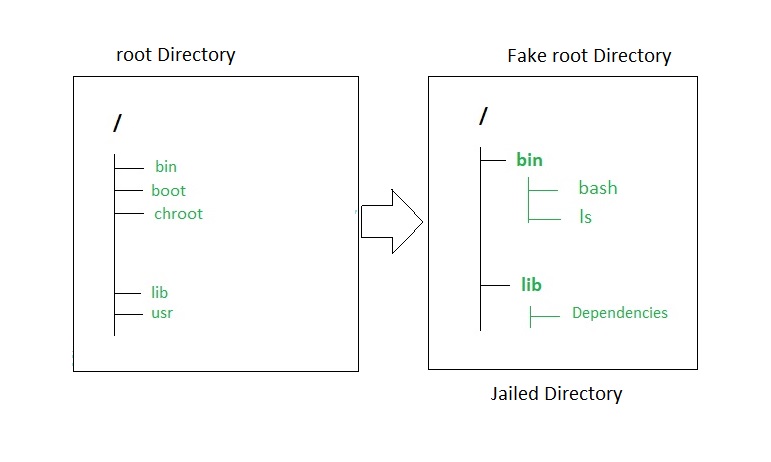 root Directory
/
bin
boot
chroot
lib
usr
Fake root Directory
/
bin
bash
ls
lib
Dependencies
Jailed Directory